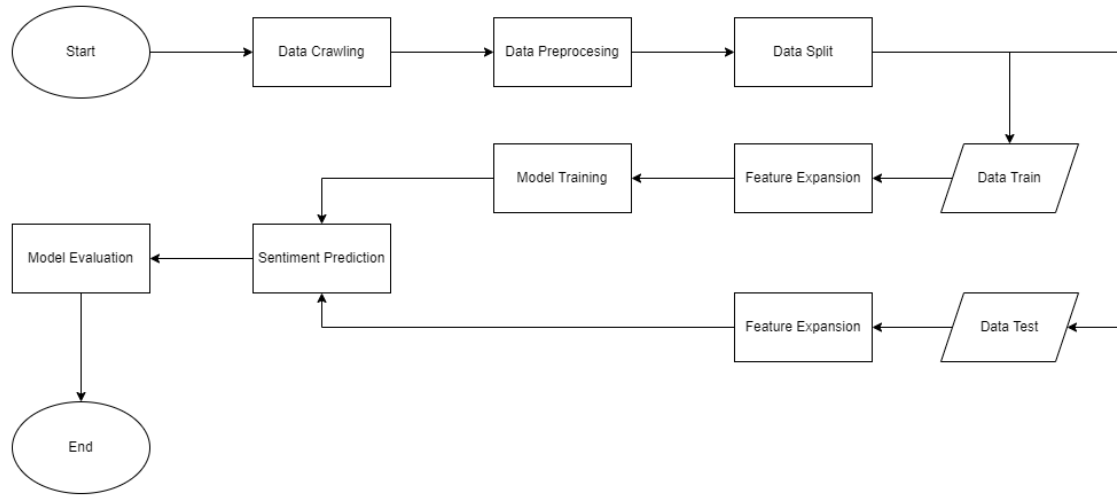 Start
Data Crawling
Data Preprocesing
Data Split
Model Training
Feature Expansion
Data Train
Model Evaluation
Sentiment Prediction
Feature Expansion
Data Test
End